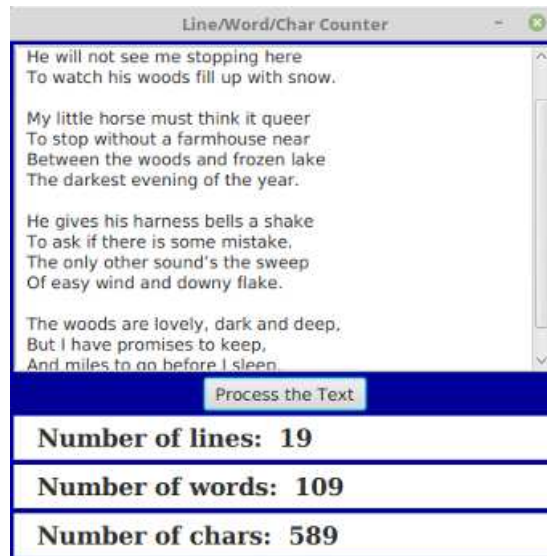 Line/Word/Char Counter
He will not see me stopping here
To watch his woods fill up with snow.
My little horse must think it queer
To stop without a farmhouse near
Between the woods and frozen lake
The darkest evening of the year.
He gives his harness bells a shake
To ask if there is some mistake.
The only other sound's the sweep
Of easy wind and downy flake.
The woods are lovely, dark and deep,
But I have promises to keep,
And miles to go before I sleep,
Process the Text
Number of lines: 19
Number of words: 109
Number of chars: 589